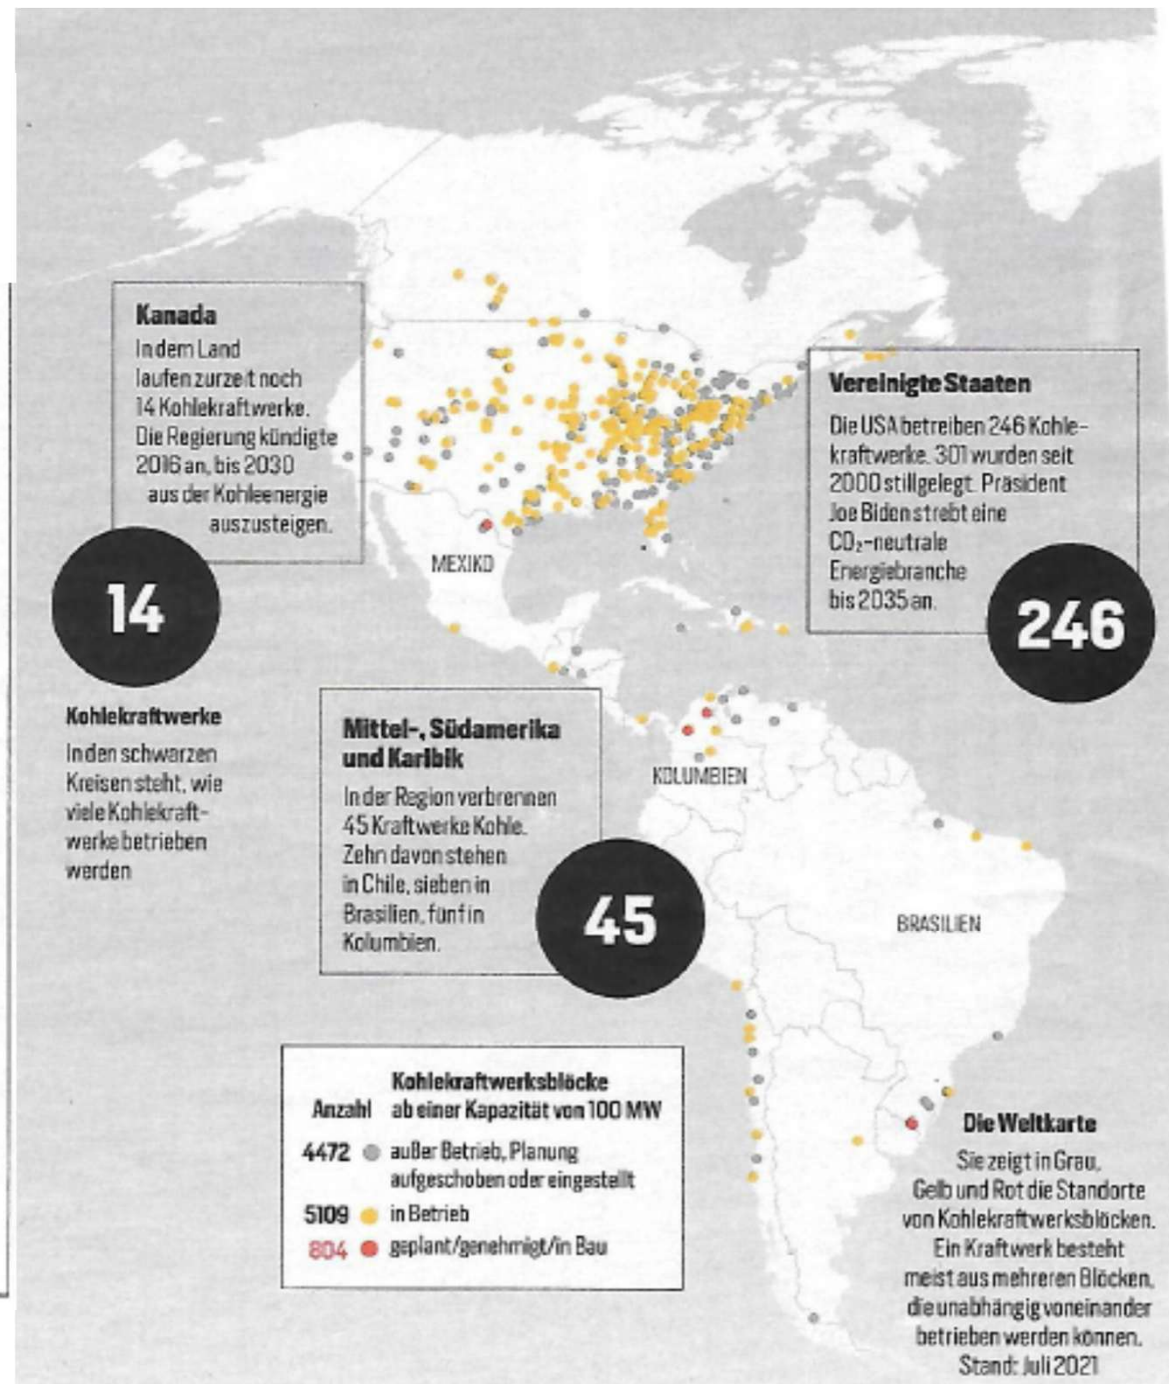 Kanada
In dem Land
laufen zurzeit noch
14 Kohlekraftwerke.
Die Regierung kündigte
2016 an, bis 2030
aus der Kohleenergie
auszusteigen.
14
Kohlekraftwerke
In den schwarzen
Kreisen steht, wie
viele Kohlekraft-
werke betrieben
werden
Vereinigte Staaten
Die USA betreiben 246 Kohle-
kraftwerke. 301 wurden seit
2000 stillgelegt. Präsident
Joe Biden strebt eine
CO₂-neutrale
Energiebranche
bis 2035 an.
246
MEXIKO
Mittel-, Südamerika
und Karibik
In der Region verbrennen
45 Kraftwerke Kohle.
Zehn davon stehen
in Chile, sieben in
Brasilien, fünf in
Kolumbien.
45
KOLUMBIEN
BRASILIEN
Kohlekraftwerksblöcke
Anzahl ab einer Kapazität von 100 MW
4472 außer Betrieb, Planung
aufgeschoben oder eingestellt
5109 in Betrieb
804 geplant/genehmigt/in Bau
Die Weltkarte
Sie zeigt in Grau,
Gelb und Rot die Standorte
von Kohlekraftwerksblöcken.
Ein Kraftwerk besteht
meist aus mehreren Blöcken,
die unabhängig voneinander
betrieben werden können.
Stand: Juli 2021